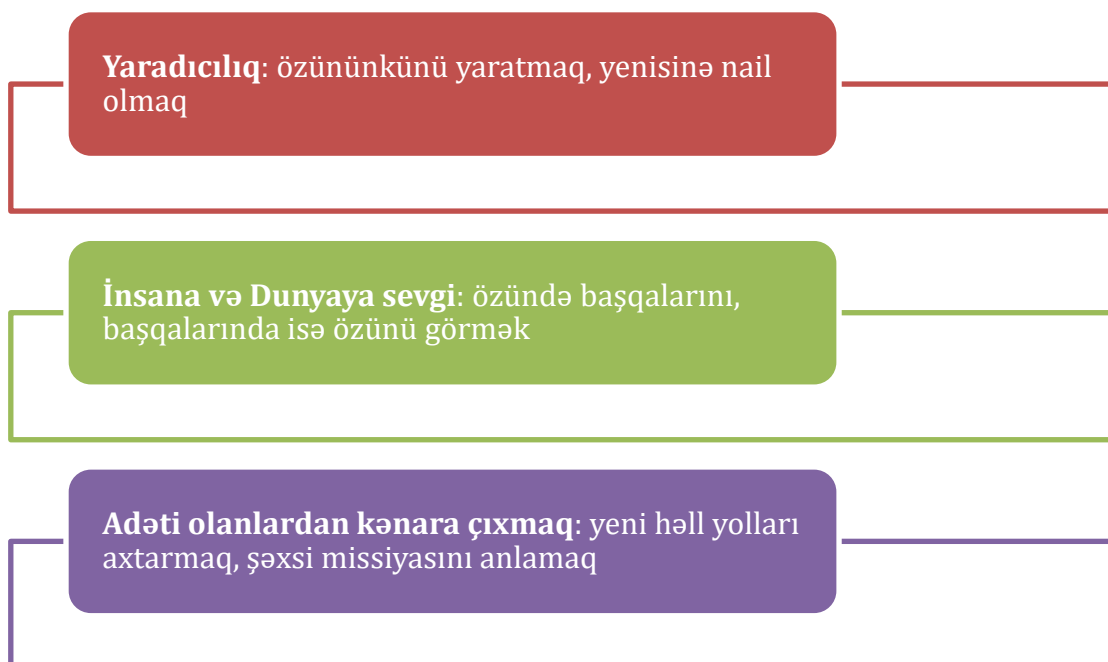 Yaradıcılıq: özününkünü yaratmaq, yenisinə nail
olmaq
İnsana və Dunyaya sevgi: özündə başqalarını,
başqalarında isə özünü görmək
Adəti olanlardan kənara çıxmaq: yeni həll yolları
axtarmaq, şəxsi missiyasını anlamaq